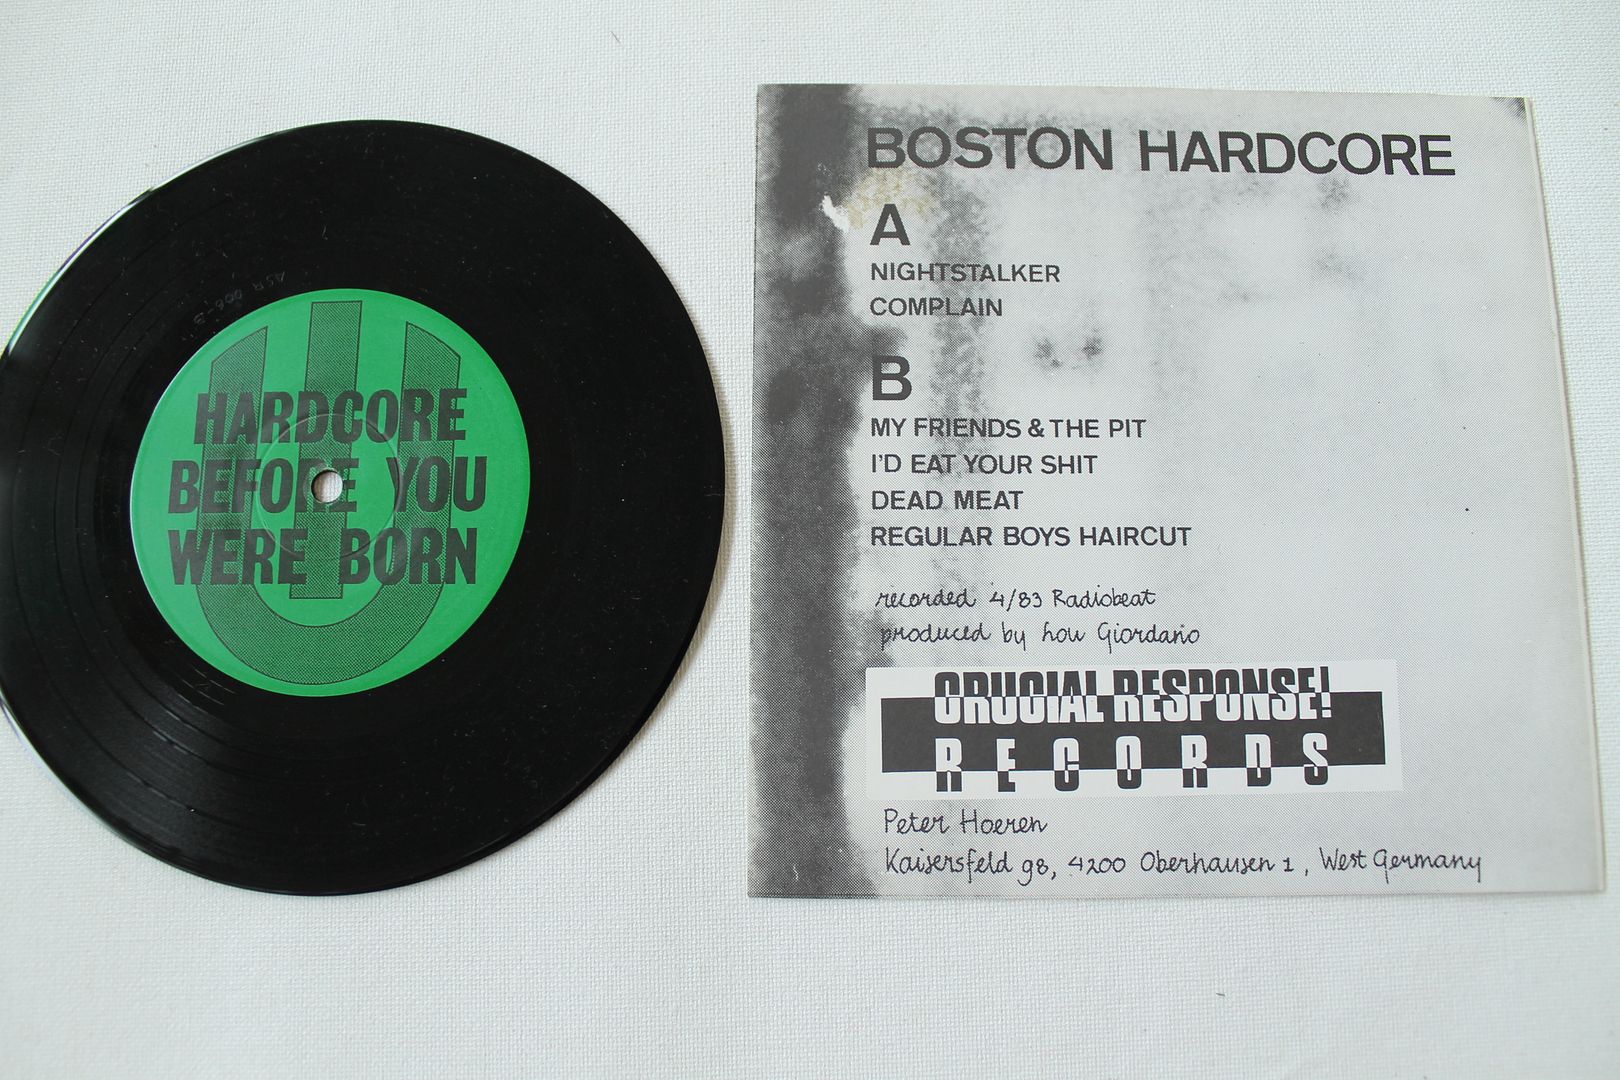 HARDCORE
BEFORE YOU
WERE BORN
BOSTON HARDCORE
A
NIGHTSTALKER
COMPLAIN
B
MY FRIENDS & THE PIT
I'D EAT YOUR SHIT
DEAD MEAT
REGULAR BOYS HAIRCUT
recorded 4/83 Radiobeat
produced by Lou Giordano
CRUCIAL RESPONSE!
RECORDS
Peter Hoeren
Kaisersfeld 98, 4200 Oberhausen 1, West Germany